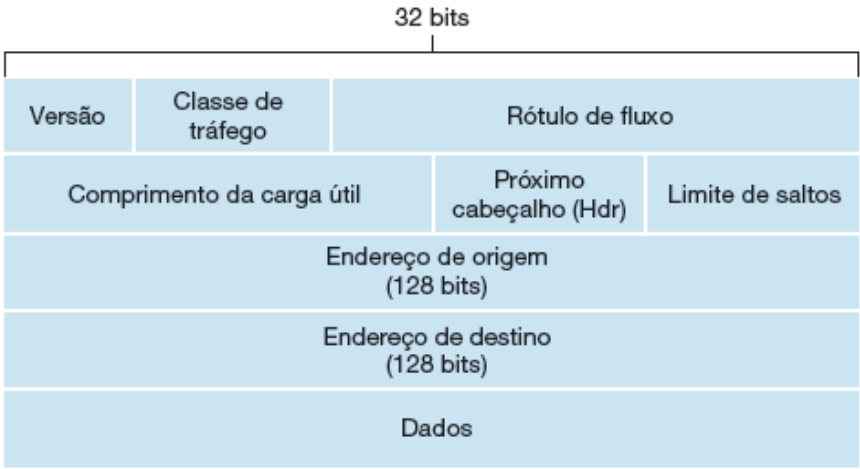 32 bits
Versão
Classe de
tráfego
Rótulo de fluxo
Comprimento da carga útil
Próximo
cabeçalho (Hdr)
Limite de saltos
Endereço de origem
(128 bits)
Endereço de destino
(128 bits)
Dados